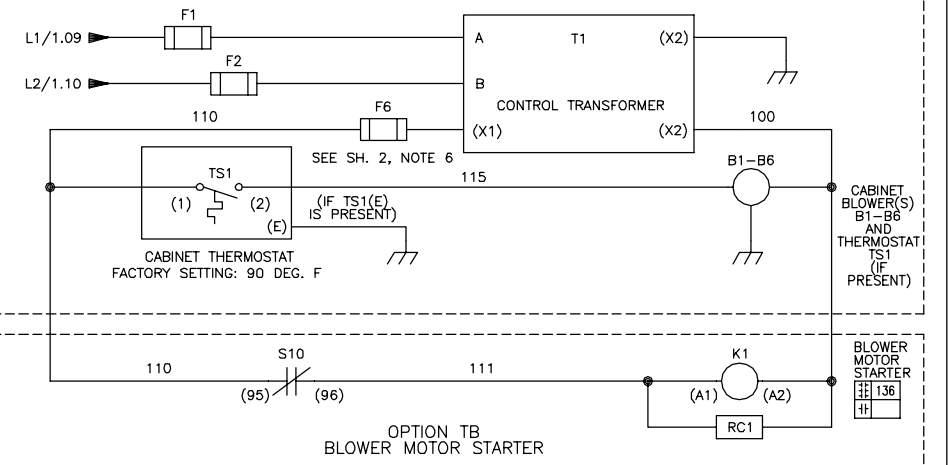 F1
L1/1.09
A
T1
(X2)
F2
L2/1.10
B
CONTROL TRANSFORMER
110
F6
(X1)
(X2)
100
SEE SH. 2, NOTE 6
TS1
(1)
(2)
(E)
115
(IF TS1(E)
IS PRESENT)
B1-B6
CABINET
BLOWER(S)
B1-B6
AND
THERMOSTAT
TS1
(IF
PRESENT)
CABINET THERMOSTAT
FACTORY SETTING: 90 DEG. F
110
S10
(95)
(96)
111
K1
(A1)
(A2)
RC1
BLOWER
MOTOR
STARTER
136
OPTION TB
BLOWER MOTOR STARTER